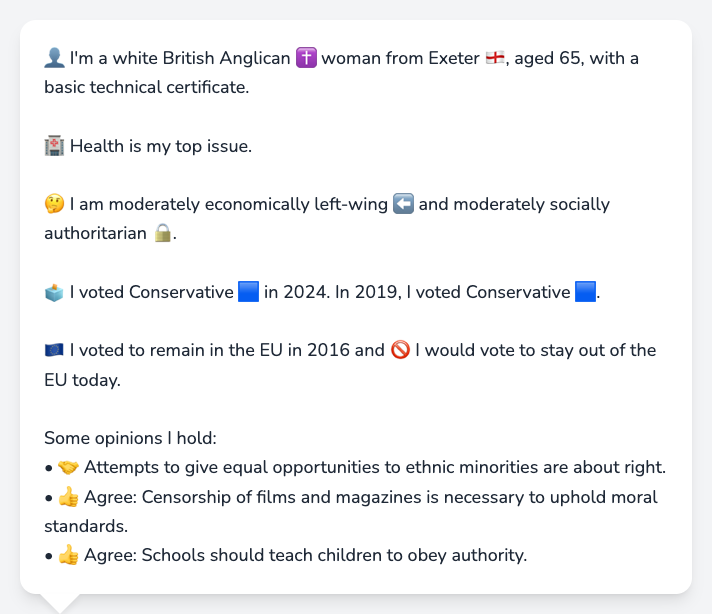 👤 I'm a white British Anglican ✝️ woman from Exeter 🏴󠁧󠁢󠁥󠁮󠁧󠁿, aged 65, with a
basic technical certificate.
🏥 Health is my top issue.
🤔 I am moderately economically left-wing ⬅️ and moderately socially
authoritarian 🔒.
🗳️ I voted Conservative 🟦 in 2024. In 2019, I voted Conservative 🟦.
🇪🇺 I voted to remain in the EU in 2016 and 🚫 I would vote to stay out of the
EU today.
Some opinions I hold:
• 🤝 Attempts to give equal opportunities to ethnic minorities are about right.
• 👍 Agree: Censorship of films and magazines is necessary to uphold moral
standards.
• 👍 Agree: Schools should teach children to obey authority.